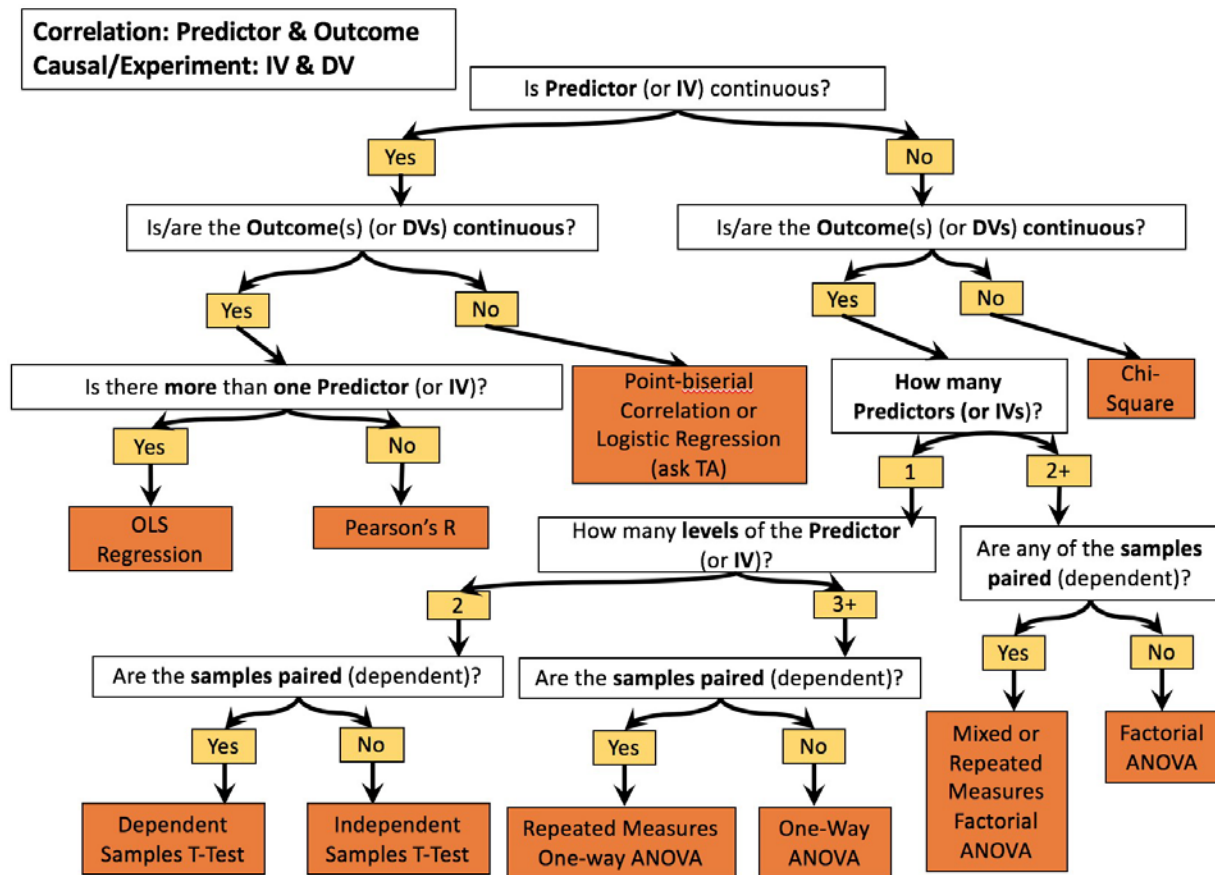 Correlation: Predictor & Outcome
Causal/Experiment: IV & DV
Is Predictor (or IV) continuous?
Yes
No
Is/are the Outcome(s) (or DVs) continuous?
Is/are the Outcome(s) (or DVs) continuous?
Yes
No
Yes
No
Is there more than one Predictor (or IV)?
Point-biserial
Correlation or
Logistic Regression
(ask TA)
How many
Predictors (or IVs)?
Chi-
Square
Yes
No
1
2+
OLS
Regression
Pearson's R
How many levels of the Predictor
(or IV)?
Are any of the samples
paired (dependent)?
2
3+
Yes
No
Are the samples paired (dependent)?
Are the samples paired (dependent)?
Yes
No
Yes
No
Mixed or
Repeated
Measures
Factorial
ANOVA
Factorial
ANOVA
Dependent
Samples T-Test
Independent
Samples T-Test
Repeated Measures
One-way ANOVA
One-Way
ANOVA